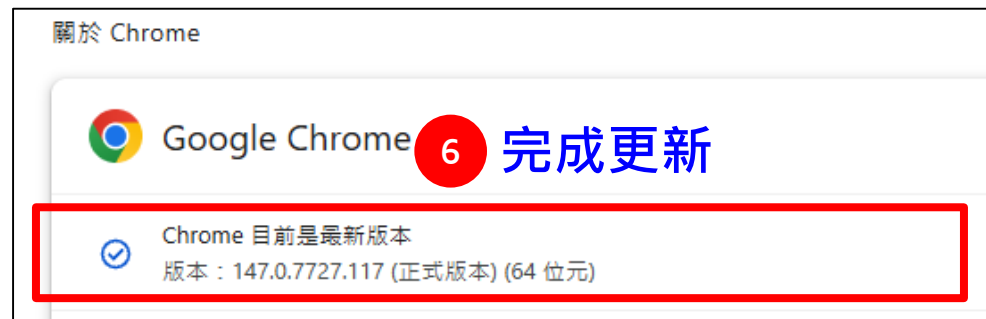 關於 Chrome
Google Chrome
6 完成更新
Chrome 目前是最新版本
版本：147.0.7727.117 (正式版本) (64 位元)